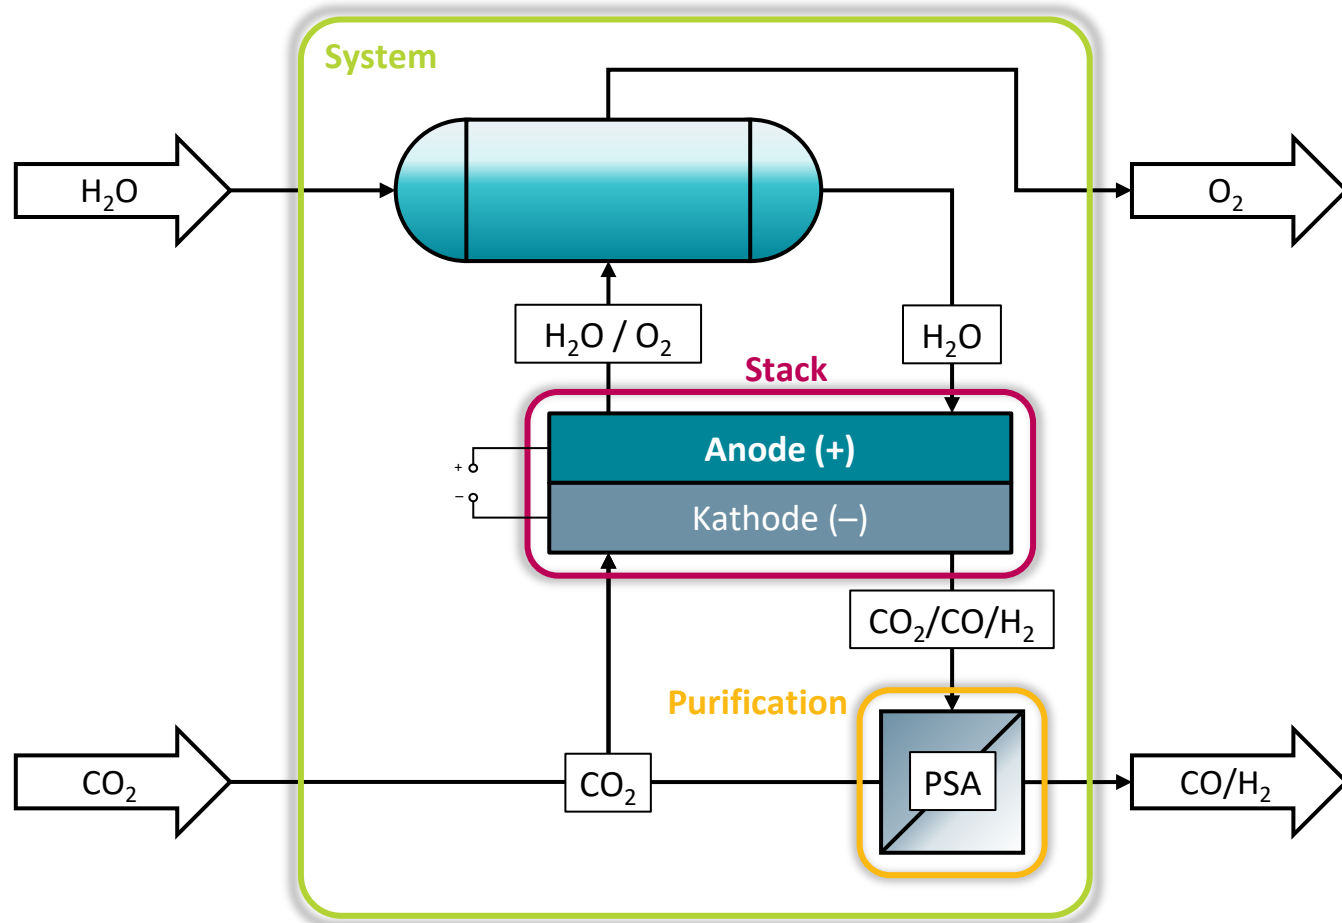 System
H₂O
O₂
H₂O / O₂
H₂O
Stack
Anode (+)
+
−
Kathode (–)
CO₂/CO/H₂
Purification
CO₂
CO₂
PSA
CO/H₂